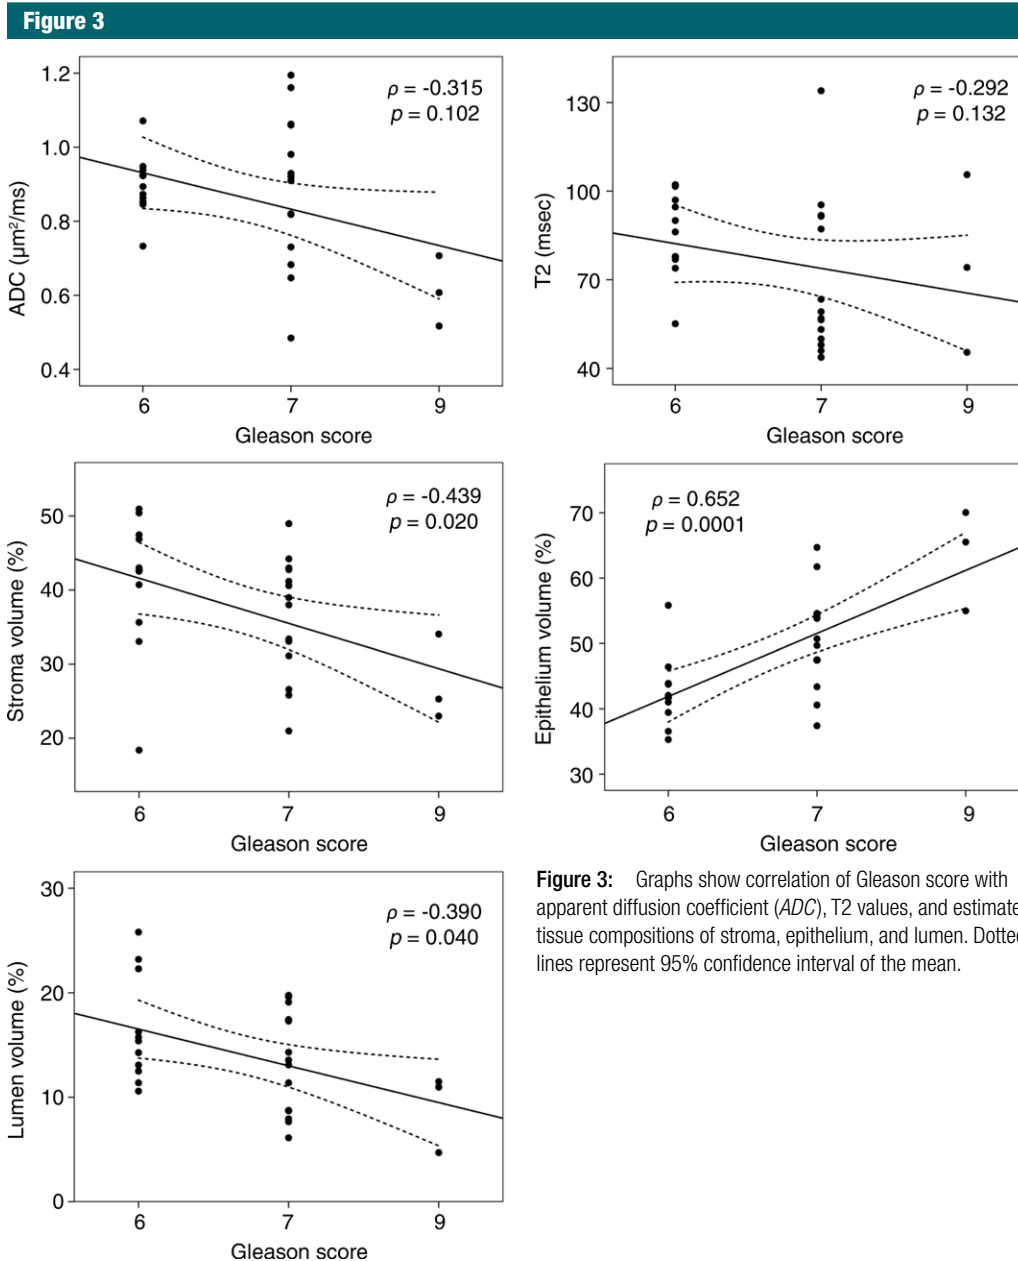 Figure 3
ρ = -0.315
p = 0.102
ADC (μm²/ms)
1.2
1.0
0.8
0.6
0.4
6 7 9
Gleason score
ρ = -0.292
p = 0.132
T2 (msec)
130
100
70
40
6 7 9
Gleason score
ρ = -0.439
p = 0.020
Stroma volume (%)
50
40
30
20
6 7 9
Gleason score
ρ = 0.652
p = 0.0001
Epithelium volume (%)
70
60
50
40
30
6 7 9
Gleason score
ρ = -0.390
p = 0.040
Lumen volume (%)
30
20
10
0
6 7 9
Gleason score
Figure 3: Graphs show correlation of Gleason score with
apparent diffusion coefficient (ADC), T2 values, and estimate
tissue compositions of stroma, epithelium, and lumen. Dotted
lines represent 95% confidence interval of the mean.